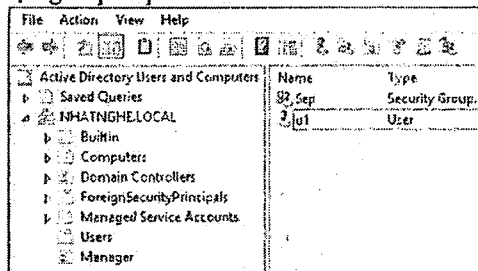 File Action View Help
Active Directory Users and Computers
Saved Queries
NHATNGHE.LOCAL
Builtin
Computers
Domain Controllers
ForeignSecurityPrincipals
Managed Service Accounts
Users
Manager
Name Type
Sep Security Group
u1 User